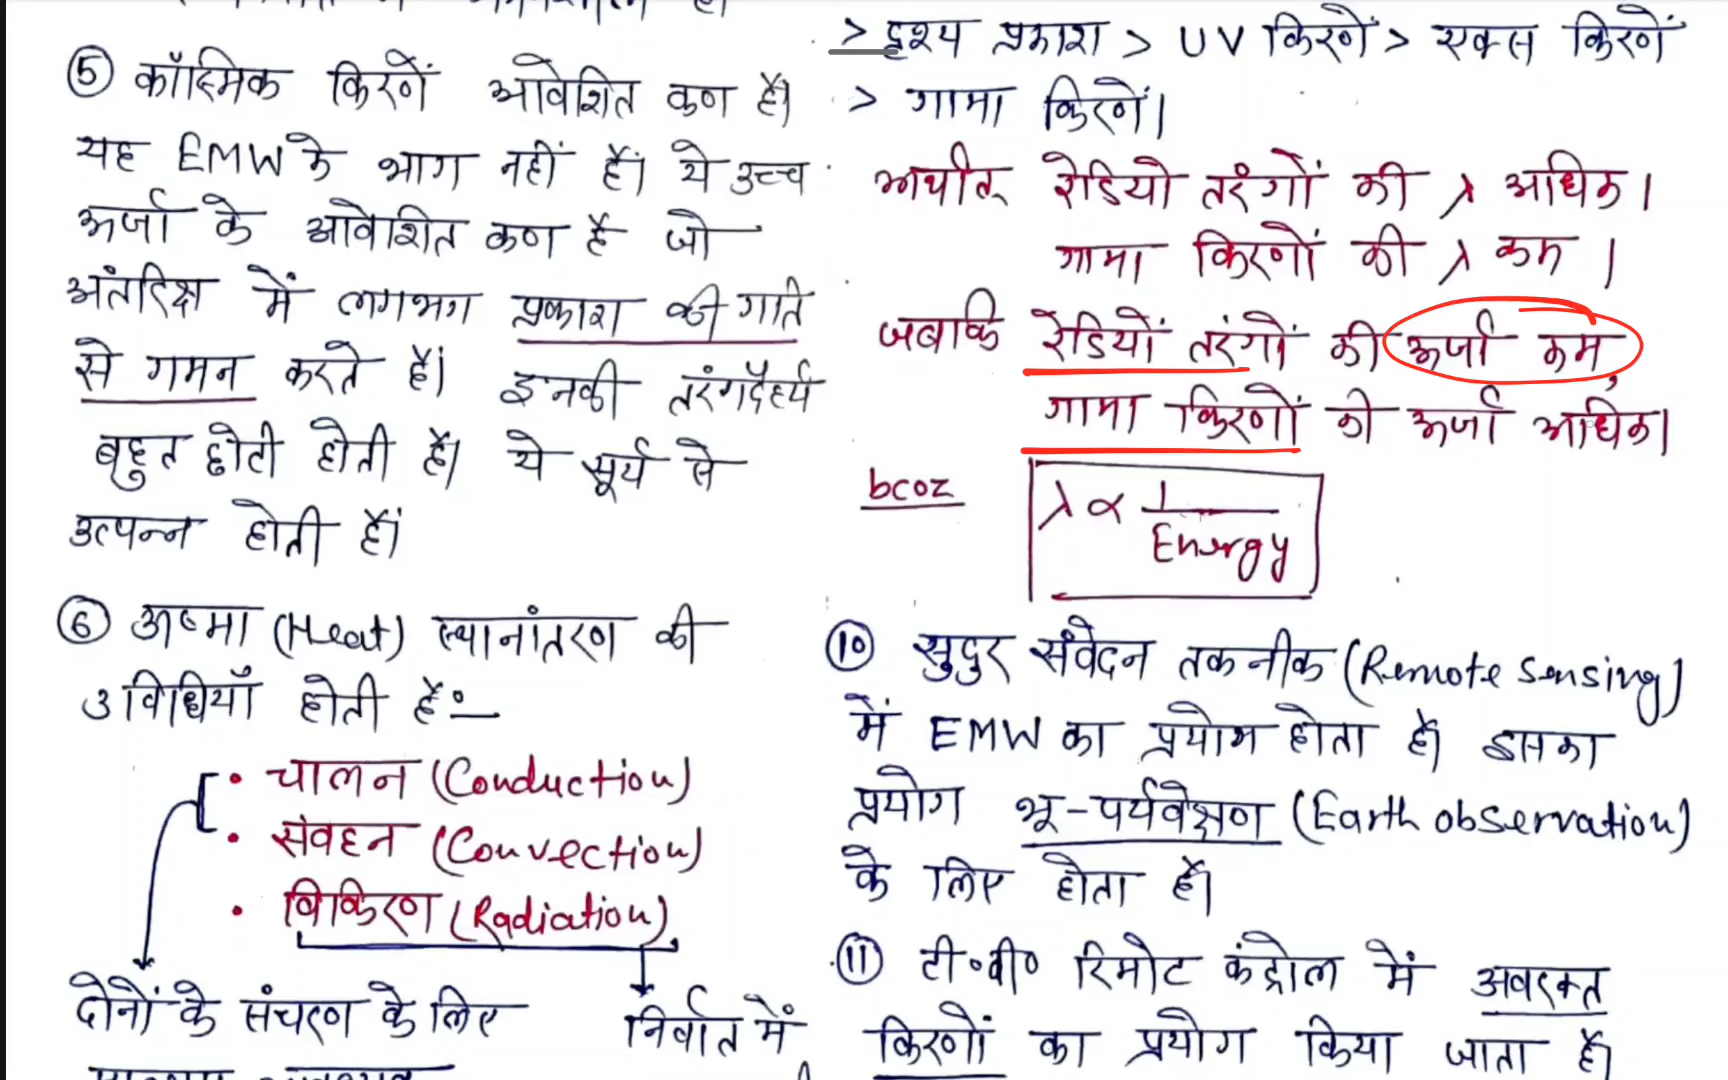 ⑤ कॉस्मिक किरणें आवेशित कण हैं।
यह EMW के भाग नहीं हैं। ये उच्च
ऊर्जा के आवेशित कण हैं जो
अंतरिक्ष में लगभग प्रकाश की गति
से गमन करते हैं। इनकी तरंगदैर्ध्य
बहुत छोटी होती हैं। ये सूर्य से
उत्पन्न होती हैं।
⑥ ऊष्मा (Heat) स्थानांतरण की
3 विधियाँ होती हैं:-
• चालन (Conduction)
• संवहन (Convection)
• विकिरण (Radiation)
दोनों के संचरण के लिए
निर्वात में
> दृश्य प्रकाश > UV किरणें > एक्स किरणें
> गामा किरणें।
अर्थात् रेडियो तरंगों की λ अधिक।
गामा किरणों की λ कम।
जबकि रेडियों तरंगों की ऊर्जा कम,
गामा किरणों की ऊर्जा अधिक।
bcoz λ ∝ 1/Energy
⑩ सुदुर संवेदन तकनीक (Remote sensing)
में EMW का प्रयोग होता है। इसका
प्रयोग भू-पर्यवेक्षण (Earth observation)
के लिए होता है।
⑪ टी॰वी॰ रिमोट कंट्रोल में अवरक्त
किरणों का प्रयोग किया जाता है।